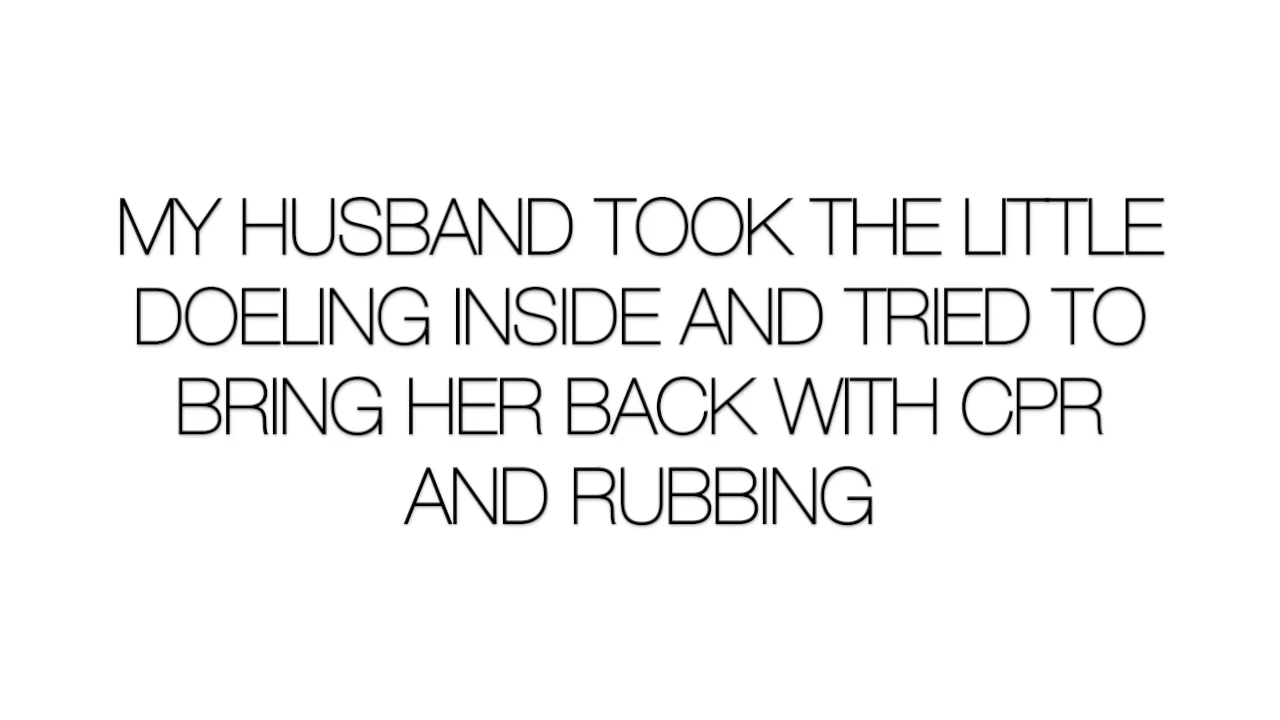 MY HUSBAND TOOK THE LITTLE
DOELING INSIDE AND TRIED TO
BRING HER BACK WITH CPR
AND RUBBING